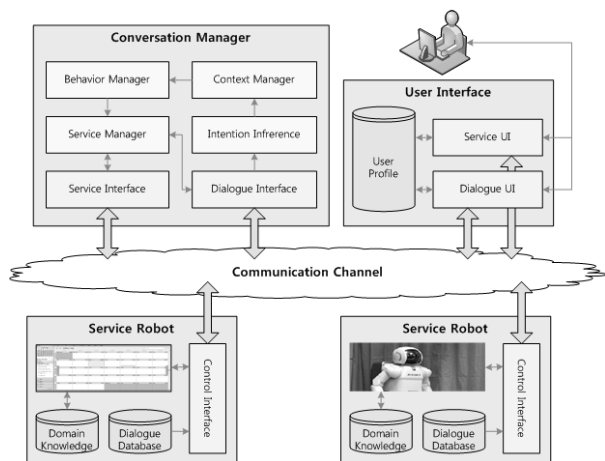 Conversation Manager
Behavior Manager
Context Manager
Service Manager
Intention Infrerence
Service Interface
Dialogue Interface
User Interface
User
Profile
Service UI
Dialogue UI
Communication Channel
Service Robot
Control Interface
Domain
Knowledge
Dialogue
Database
Service Robot
Control Interface
Domain
Knowledge
Dialogue
Database